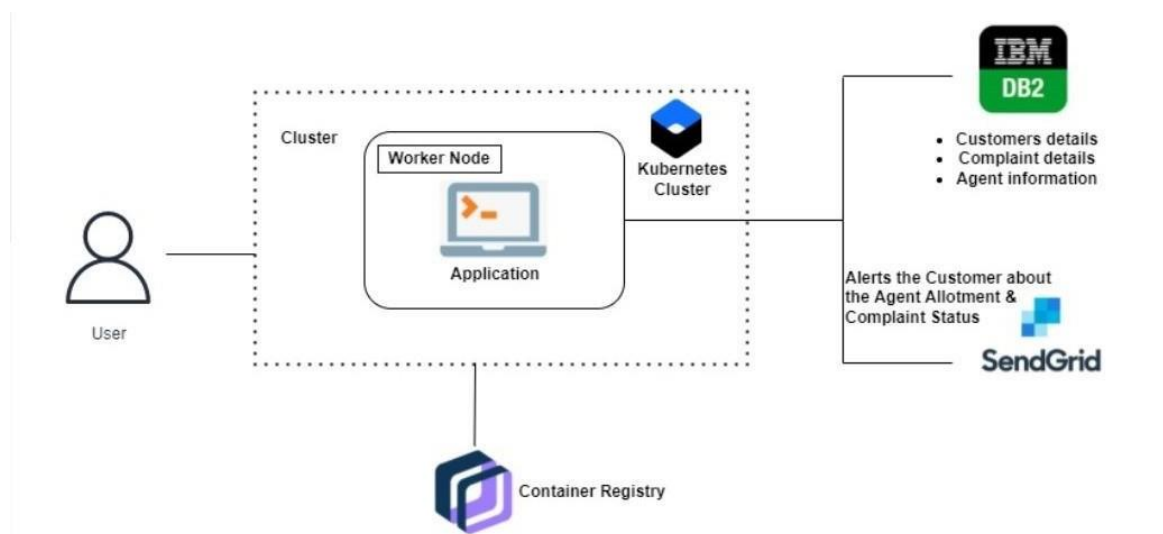 IBM
DB2
Customers details
Complaint details
Agent information
Cluster
Worker Node
Kubernetes
Cluster
Application
User
Alerts the Customer about
the Agent Allotment &
Complaint Status
SendGrid
Container Registry